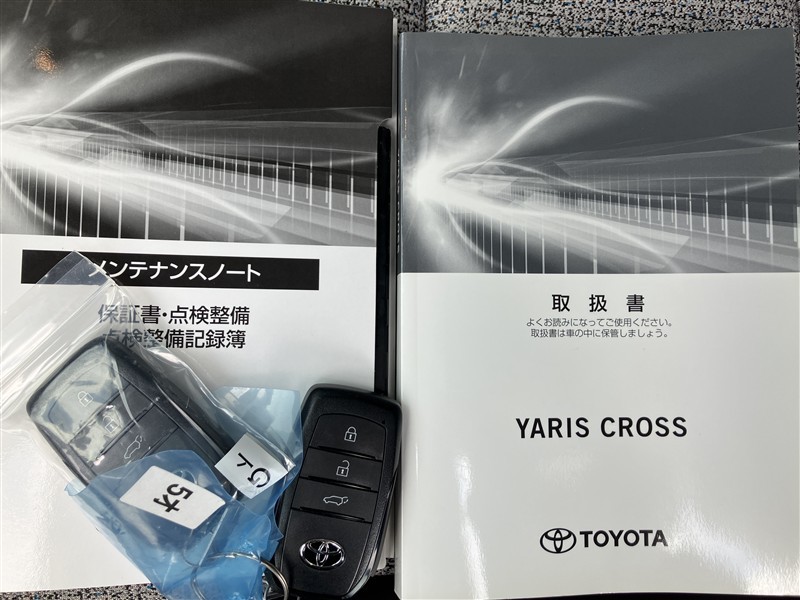 メンテナンスノート
保証書・点検整備
点検整備記録簿
取扱書
よくお読みになってご使用ください。
取扱書は車の中に保管しましょう。
YARIS CROSS
TOYOTA